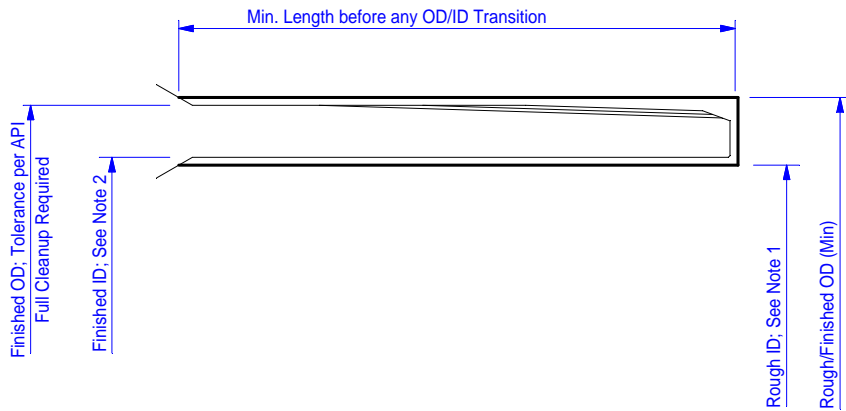 Min. Length before any OD/ID Transition
Finished OD; Tolerance per API
Full Cleanup Required
Finished ID; See Note 2
Rough ID; See Note 1
Rough/Finished OD (Min)